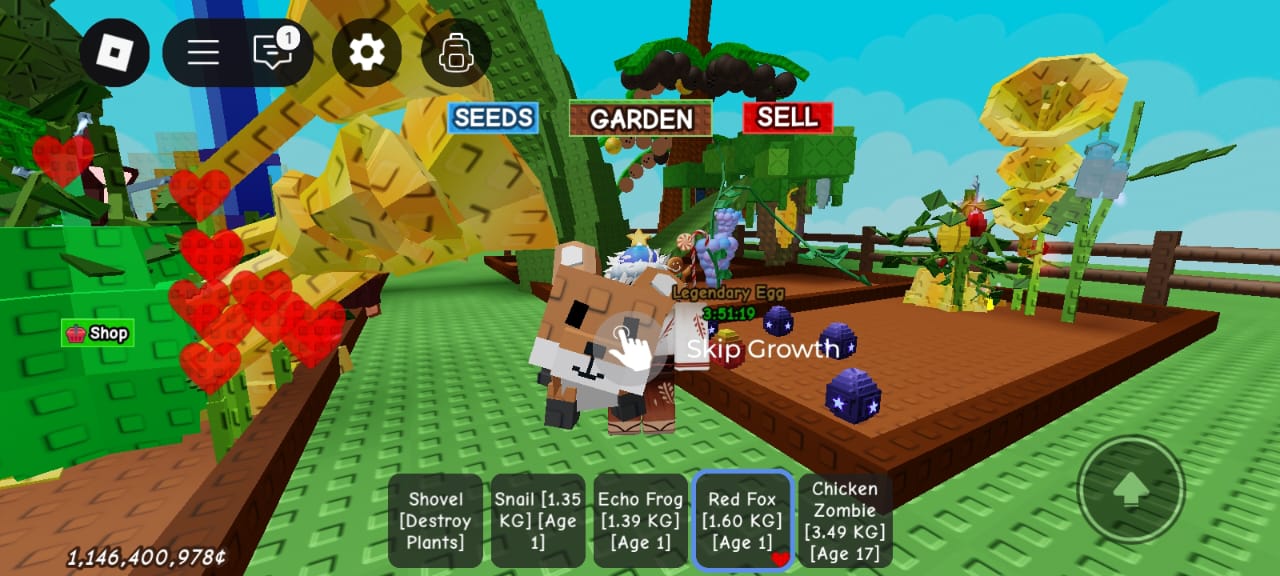 1
SEEDS
GARDEN
SELL
Legendary Egg
3:51:19
Shop
Skip Growth
Shovel
[Destroy
Plants]
Snail [1.35
KG] [Age
1]
Echo Frog
[1.39 KG]
[Age 1]
Red Fox
[1.60 KG]
[Age 1]
Chicken
Zombie
[3.49 KG]
[Age 17]
1,146,400,978¢